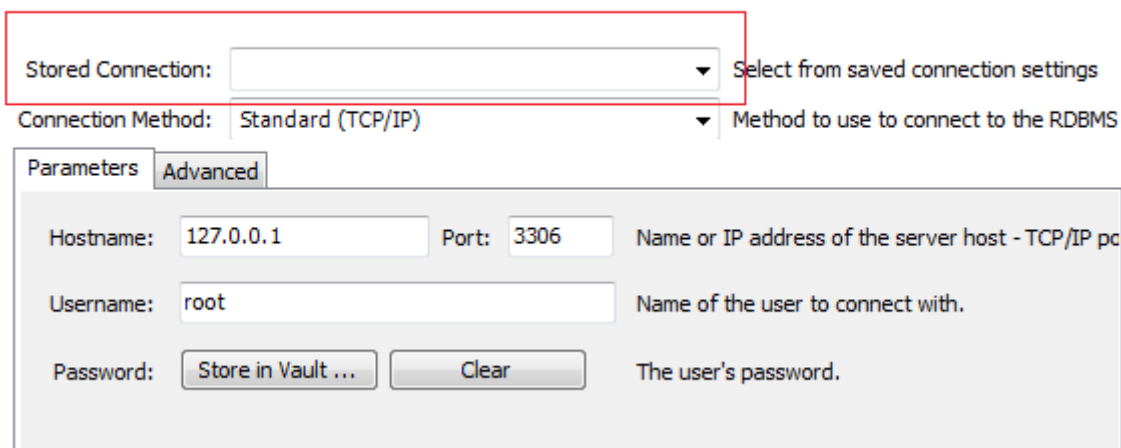 Stored Connection: Select from saved connection settings
Connection Method: Standard (TCP/IP) Method to use to connect to the RDBMS
Parameters Advanced
Hostname: 127.0.0.1 Port: 3306 Name or IP address of the server host - TCP/IP
Username: root Name of the user to connect with.
Password: Store in Vault ... Clear The user's password.